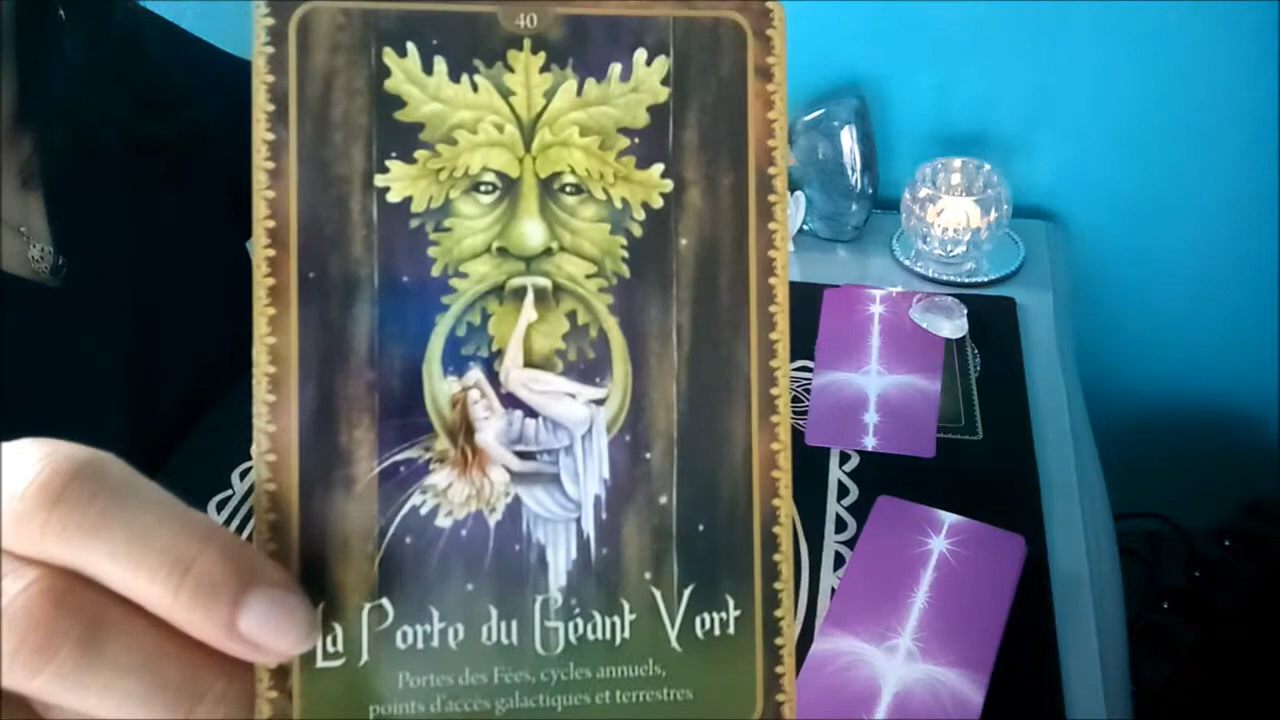 40
La Porte du Géant Vert
Portes des Fées, cycles annuels,
points d'accès galactiques et terrestres